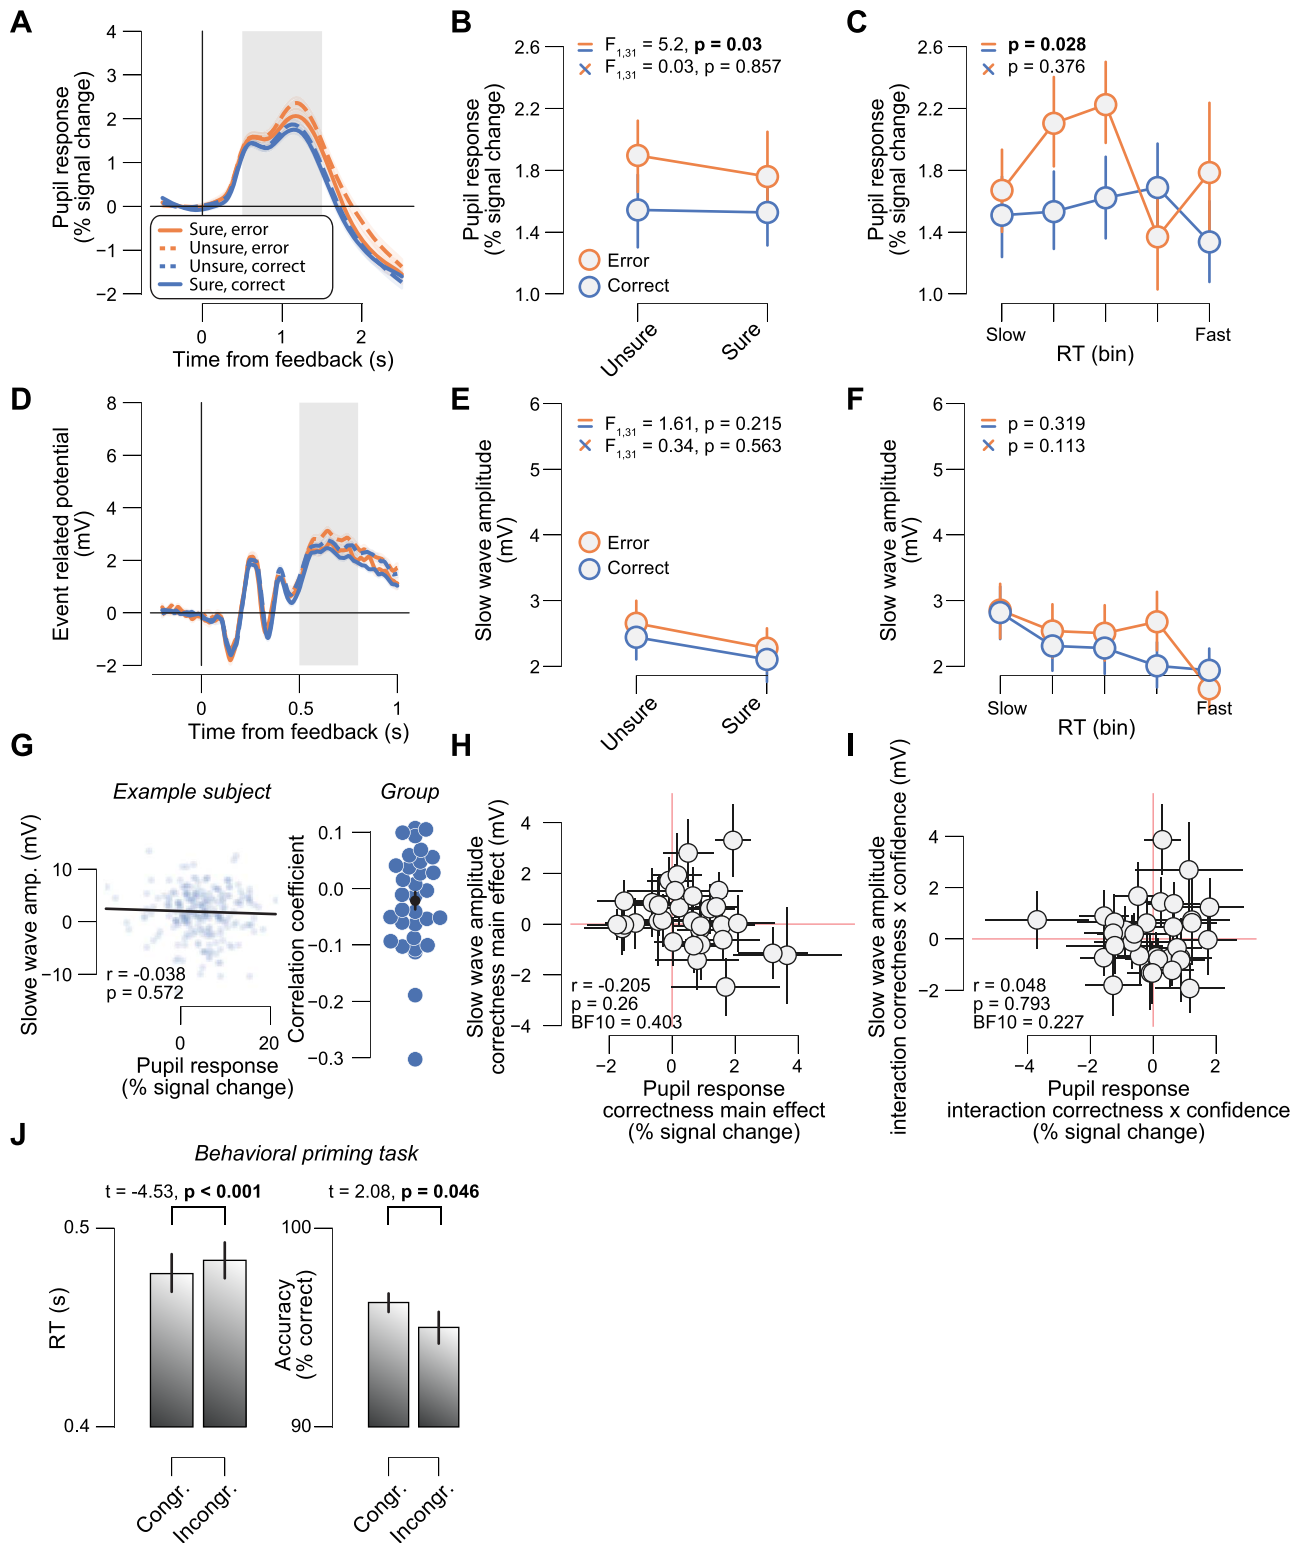 A
4
3
2
1
0
−1
−2
Pupil response
(% signal change)
Sure, error
Unsure, error
Unsure, correct
Sure, correct
0
1
2
Time from feedback (s)
B
2.6
2.2
1.8
1.4
1.0
Pupil response
(% signal change)
F1,31 = 5.2, p = 0.03
F1,31 = 0.03, p = 0.857
Error
Correct
Unsure
Sure
C
2.6
2.2
1.8
1.4
1.0
Pupil response
(% signal change)
p = 0.028
p = 0.376
Slow
Fast
RT (bin)
D
8
6
4
2
0
−2
Event related potential
(mV)
0
0.5
1
Time from feedback (s)
E
6
5
4
3
2
Slow wave amplitude
(mV)
F1,31 = 1.61, p = 0.215
F1,31 = 0.34, p = 0.563
Error
Correct
Unsure
Sure
F
6
5
4
3
2
Slow wave amplitude
(mV)
p = 0.319
p = 0.113
Slow
Fast
RT (bin)
G
Example subject
Slowe wave amp. (mV)
10
0
−10
r = -0.038
p = 0.572
0
20
Pupil response
(% signal change)
Group
Correlation coefficient
0.1
0.0
−0.1
−0.2
−0.3
H
Slow wave amplitude
correctness main effect (mV)
4
2
0
−2
−4
r = -0.205
p = 0.26
BF10 = 0.403
−2
0
2
4
Pupil response
correctness main effect
(% signal change)
I
Slow wave amplitude
interaction correctness x confidence (mV)
4
2
0
−2
r = 0.048
p = 0.793
BF10 = 0.227
−4
−2
0
2
Pupil response
interaction correctness x confidence
(% signal change)
J
Behavioral priming task
t = -4.53, p < 0.001
0.5
0.4
RT (s)
Congr.
Incongr.
t = 2.08, p = 0.046
100
90
Accuracy
(% correct)
Congr.
Incongr.